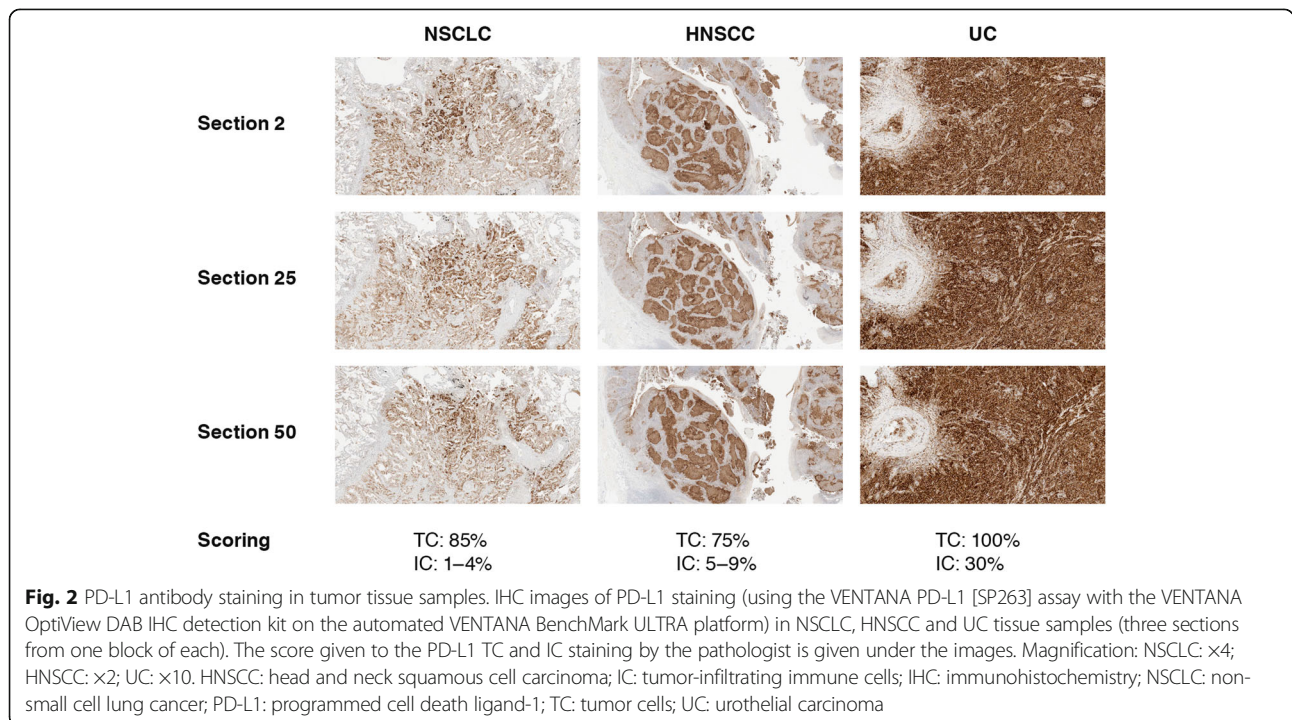 NSCLC HNSCC UC
Section 2
Section 25
Section 50
Scoring TC: 85% TC: 75% TC: 100%
IC: 1–4% IC: 5–9% IC: 30%
Fig. 2 PD-L1 antibody staining in tumor tissue samples. IHC images of PD-L1 staining (using the VENTANA PD-L1 [SP263] assay with the VENTANA
OptiView DAB IHC detection kit on the automated VENTANA BenchMark ULTRA platform) in NSCLC, HNSCC and UC tissue samples (three sections
from one block of each). The score given to the PD-L1 TC and IC staining by the pathologist is given under the images. Magnification: NSCLC: ×4;
HNSCC: ×2; UC: ×10. HNSCC: head and neck squamous cell carcinoma; IC: tumor-infiltrating immune cells; IHC: immunohistochemistry; NSCLC: non-
small cell lung cancer; PD-L1: programmed cell death ligand-1; TC: tumor cells; UC: urothelial carcinoma